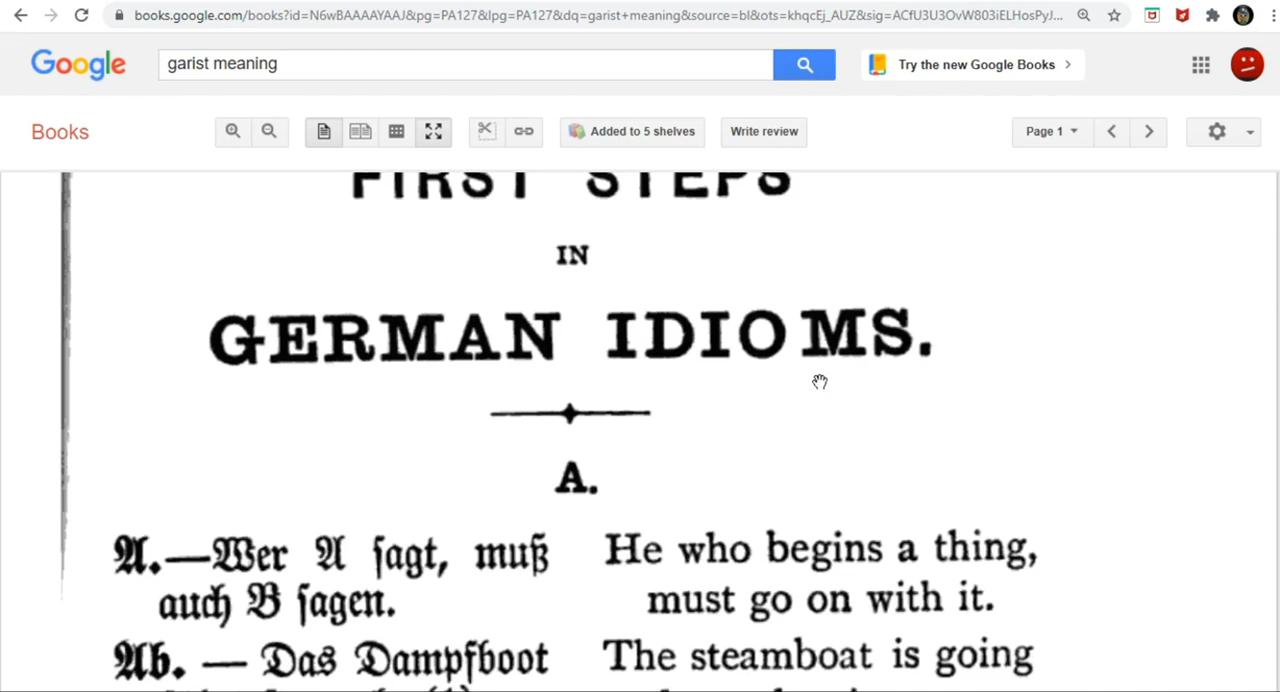 books.google.com/books?id=N6wBAAAAYAAJ&pg=PA127&lpg=PA127&dq=garist+meaning&source=bl&ots=khqcEj_AUZ&sig=ACfU3U3OvW803iELHosPyJ...
Google
garist meaning
Try the new Google Books
Books
Added to 5 shelves
Write review
Page 1
FIRST STEPS
IN
GERMAN IDIOMS.
A.
A.—Wer A sagt, muß
auch B sagen.
He who begins a thing,
must go on with it.
Ab. — Das Dampfboot
The steamboat is going